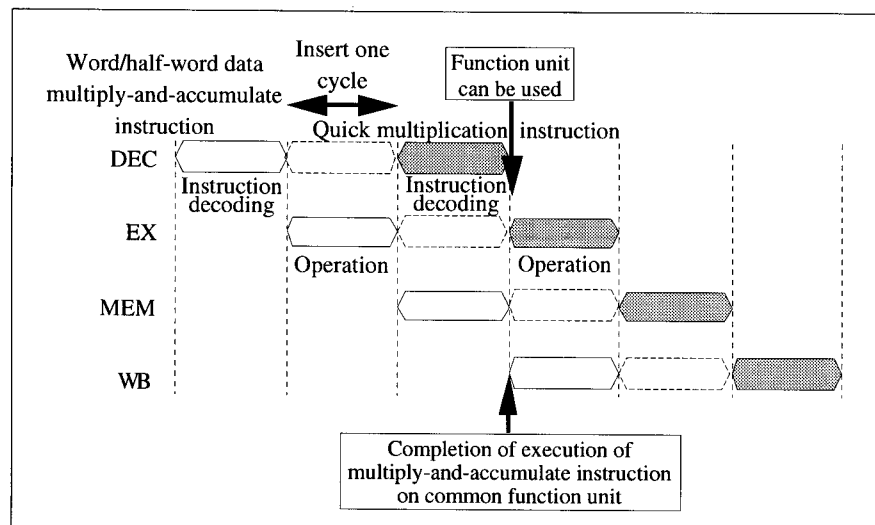 Word/half-word data
multiply-and-accumulate
instruction
Insert one
cycle
Function unit
can be used
Quick multiplication instruction
DEC
Instruction
decoding
Instruction
decoding
EX
Operation
Operation
MEM
WB
Completion of execution of
multiply-and-accumulate instruction
on common function unit